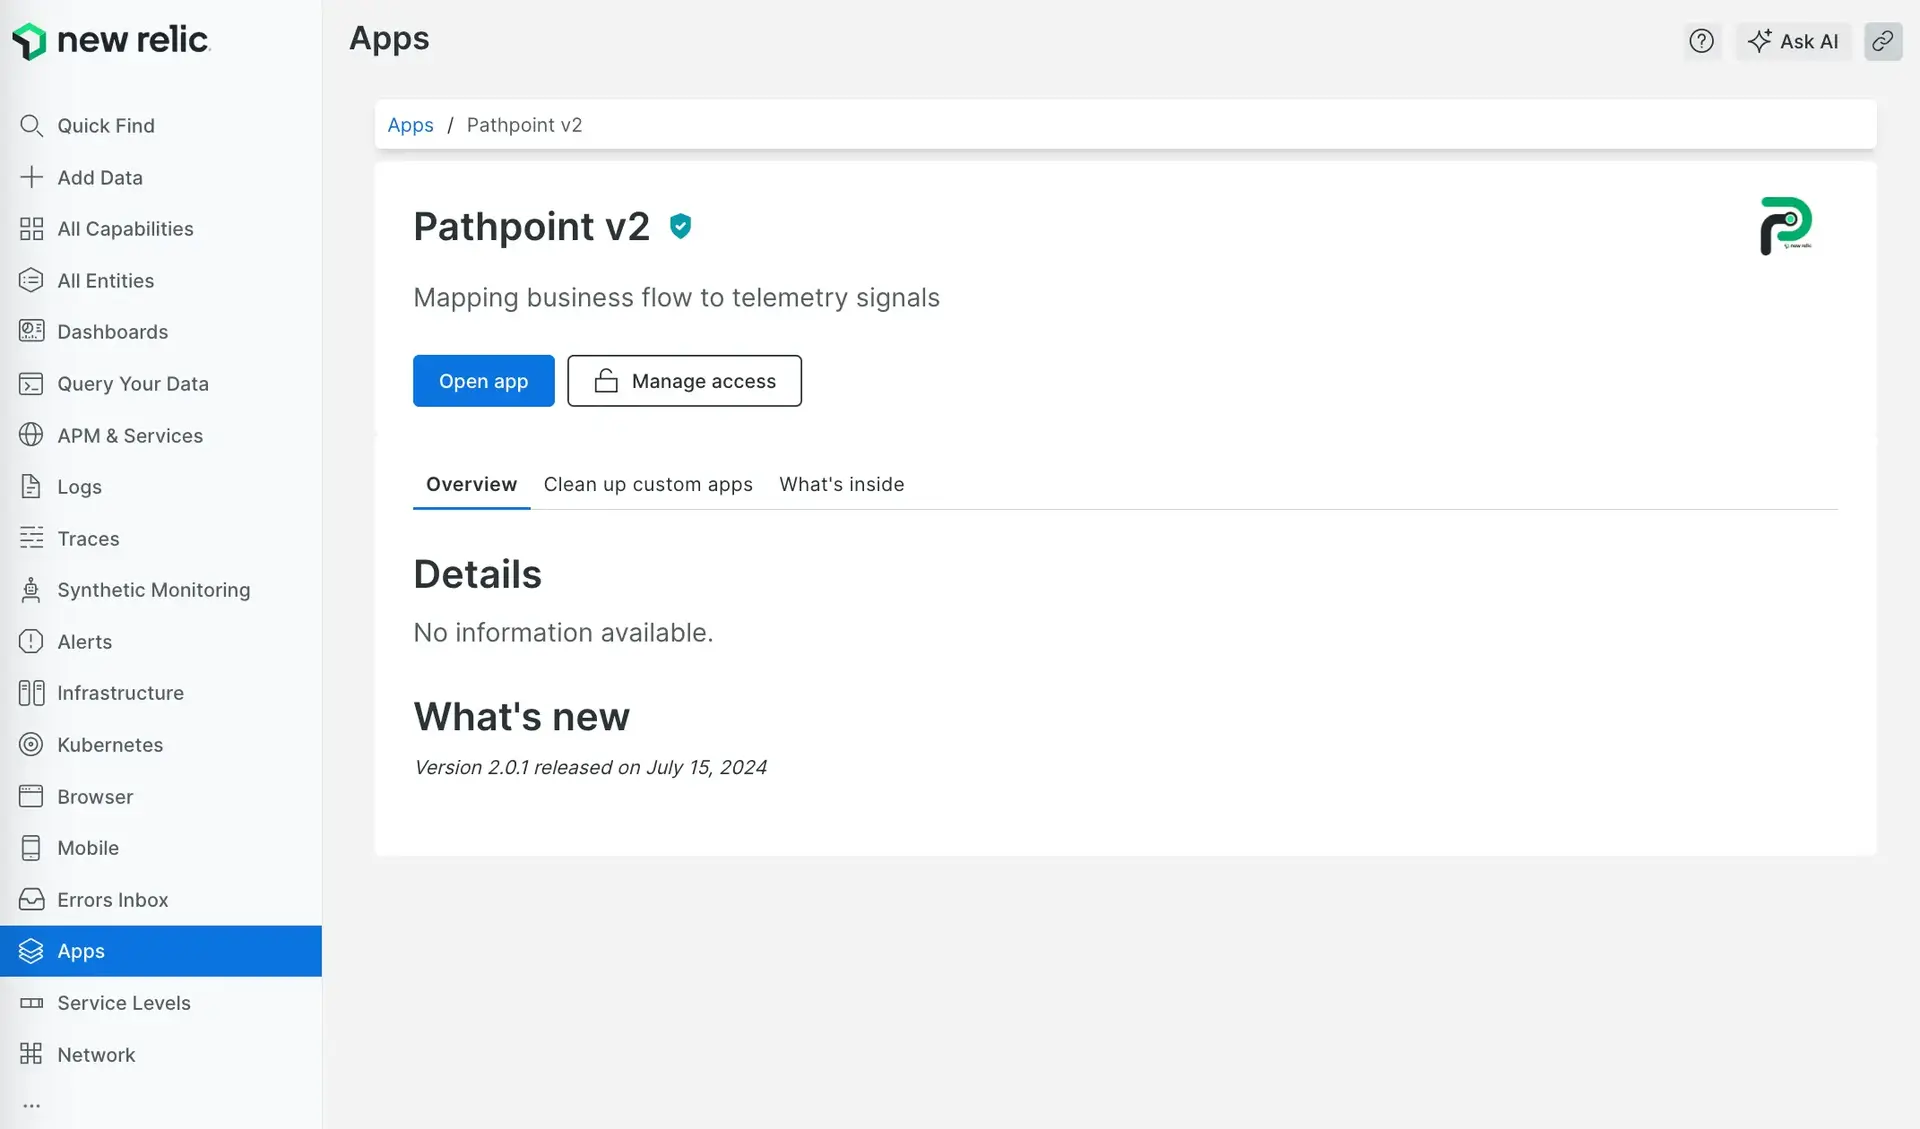 new relic
Apps
Ask AI
Quick Find
Add Data
All Capabilities
All Entities
Dashboards
Query Your Data
APM & Services
Logs
Traces
Synthetic Monitoring
Alerts
Infrastructure
Kubernetes
Browser
Mobile
Errors Inbox
Apps
Service Levels
Network
...
Apps / Pathpoint v2
Pathpoint v2
new relic
Mapping business flow to telemetry signals
Open app
Manage access
Overview
Clean up custom apps
What's inside
Details
No information available.
What's new
Version 2.0.1 released on July 15, 2024